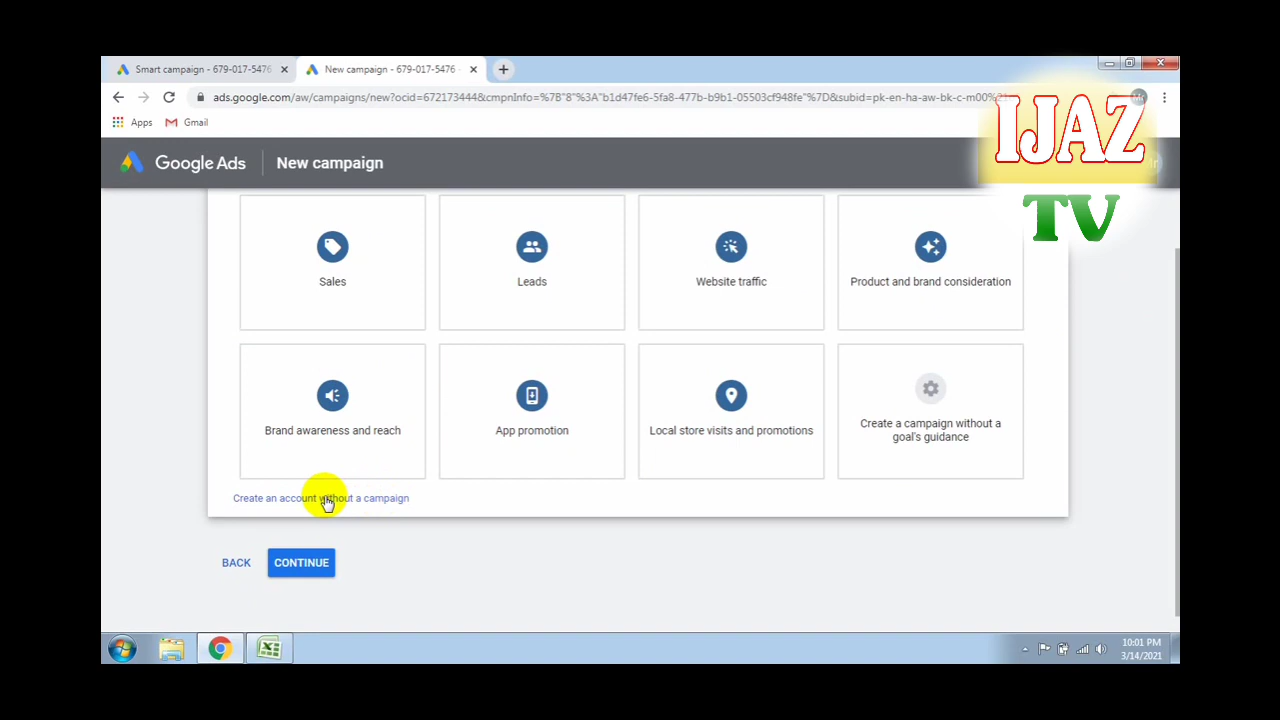 Smart campaign - 679-017-5476
New campaign - 679-017-5476
ads.google.com/aw/campaigns/new?ocid=672173444&cmpnInfo=%7B"8"%3A"b1d47fe6-5fa8-477b-b9b1-05503cf948fe"%7D&subid=pk-en-ha-aw-bk-c-m00%21
Apps
Gmail
Google Ads
New campaign
IJAZ
TV
Sales
Leads
Website traffic
Product and brand consideration
Brand awareness and reach
App promotion
Local store visits and promotions
Create a campaign without a
goal's guidance
Create an account without a campaign
BACK
CONTINUE
10:01 PM
3/14/2021